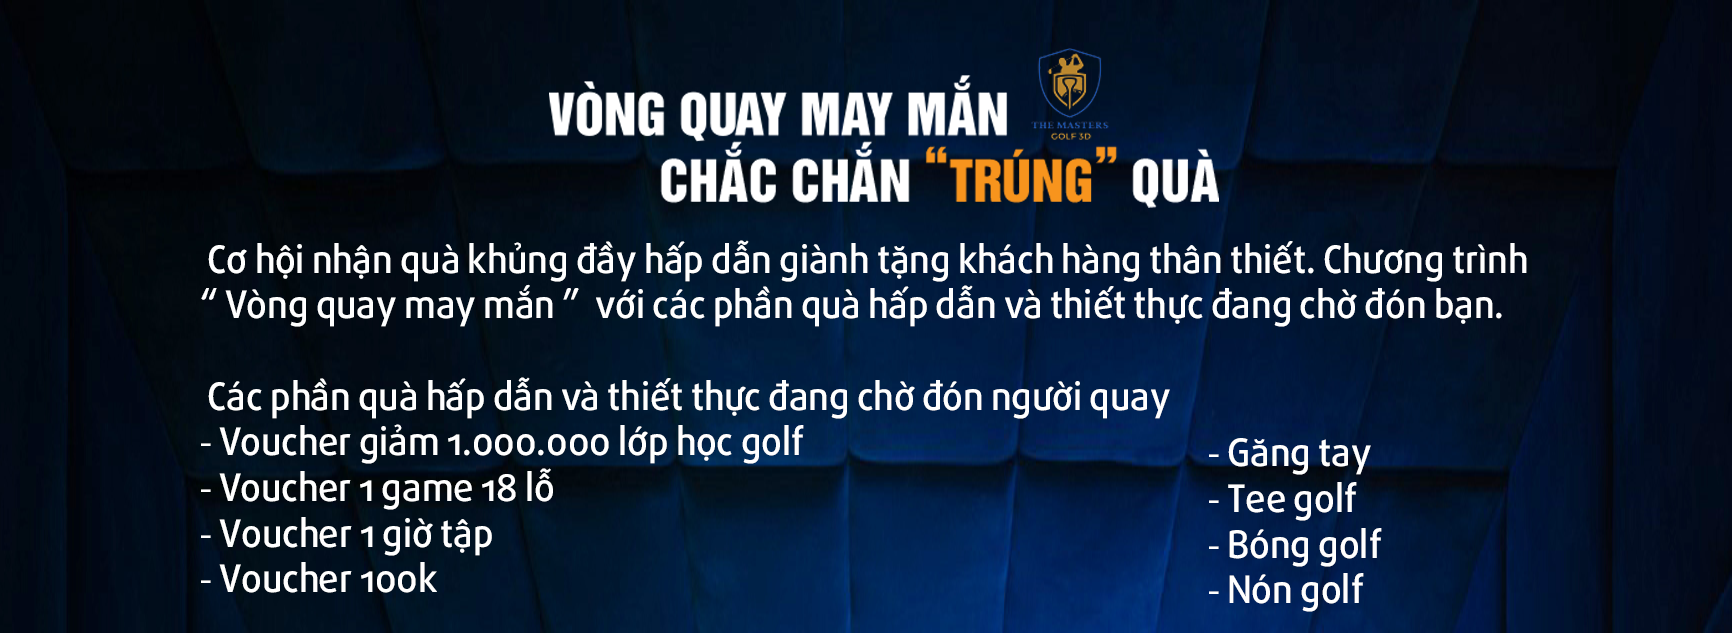 VÒNG QUAY MAY MẮN
THE MASTERS
GOLF 3D
CHẮC CHẮN “TRÚNG” QUÀ
Cơ hội nhận quà khủng đầy hấp dẫn giành tặng khách hàng thân thiết. Chương trình
“ Vòng quay may mắn ” với các phần quà hấp dẫn và thiết thực đang chờ đón bạn.
Các phần quà hấp dẫn và thiết thực đang chờ đón người quay
- Voucher giảm 1.000.000 lớp học golf
- Voucher 1 game 18 lỗ
- Voucher 1 giờ tập
- Voucher 100k
- Găng tay
- Tee golf
- Bóng golf
- Nón golf